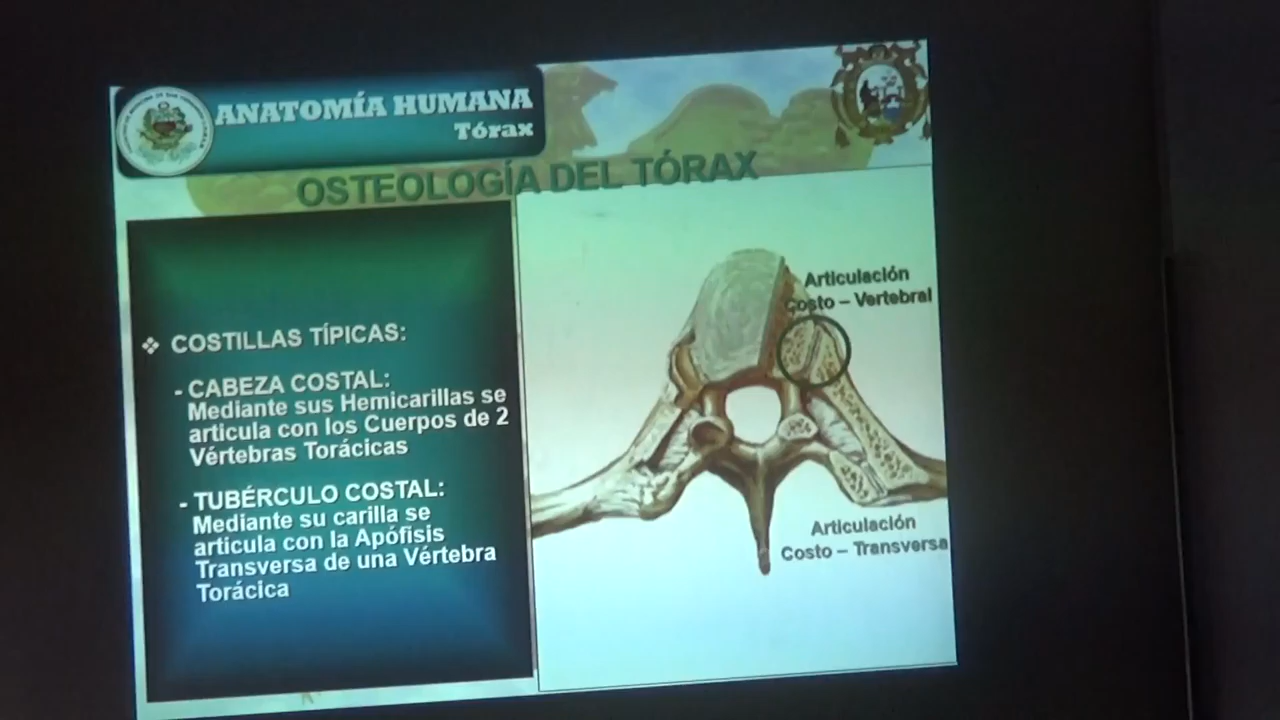 ANATOMÍA HUMANA
Tórax
OSTEOLOGÍA DEL TÓRAX
COSTILLAS TÍPICAS:
- CABEZA COSTAL:
Mediante sus Hemicarillas se
articula con los Cuerpos de 2
Vértebras Torácicas
- TUBÉRCULO COSTAL:
Mediante su carilla se
articula con la Apófisis
Transversa de una Vértebra
Torácica
Articulación
Costo – Vertebral
Articulación
Costo – Transversa